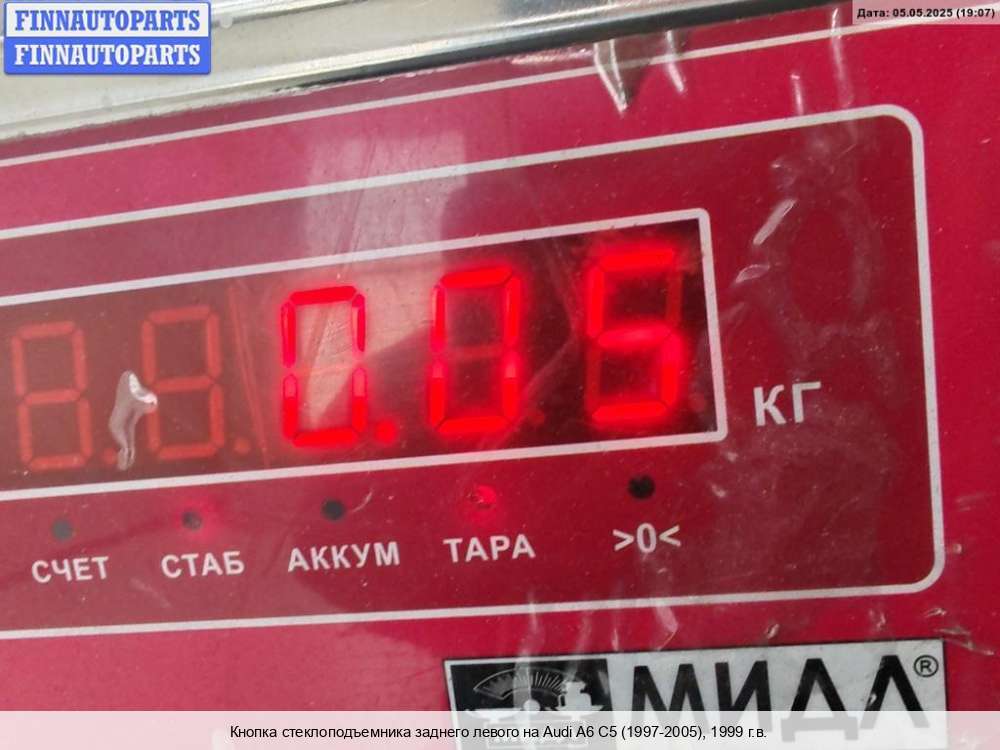 FINNAUTOPARTS
FINNAUTOPARTS
Дата: 05.05.2025 (19:07)
0.05
КГ
СЧЕТ СТАБ АККУМ ТАРА >0<
МИДЛ®
Кнопка стеклоподъемника заднего левого на Audi A6 C5 (1997-2005), 1999 г.в.